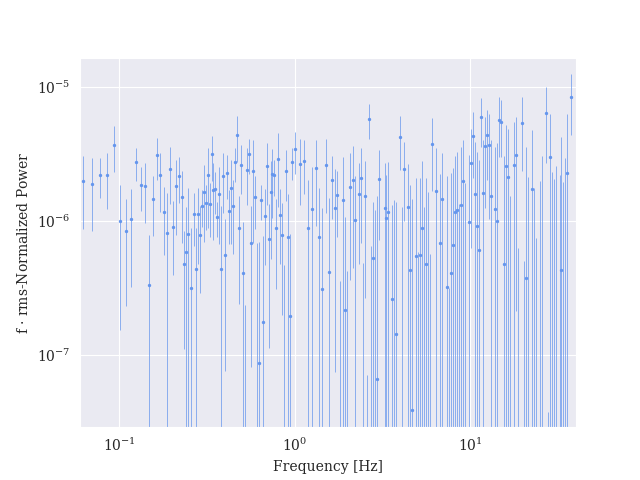 f · rms-Normalized Power
10⁻⁵
10⁻⁶
10⁻⁷
10⁻¹ 10⁰ 10¹
Frequency [Hz]